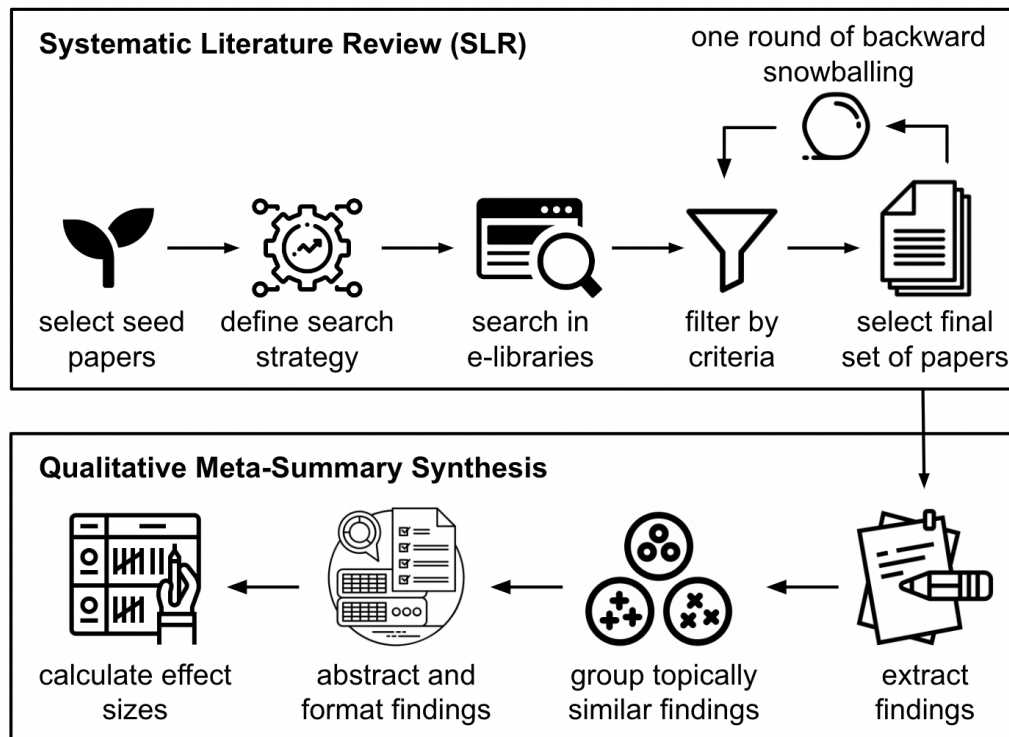 Systematic Literature Review (SLR)
one round of backward
snowballing
select seed
papers
define search
strategy
search in
e-libraries
filter by
criteria
select final
set of papers
Qualitative Meta-Summary Synthesis
calculate effect
sizes
abstract and
format findings
group topically
similar findings
extract
findings